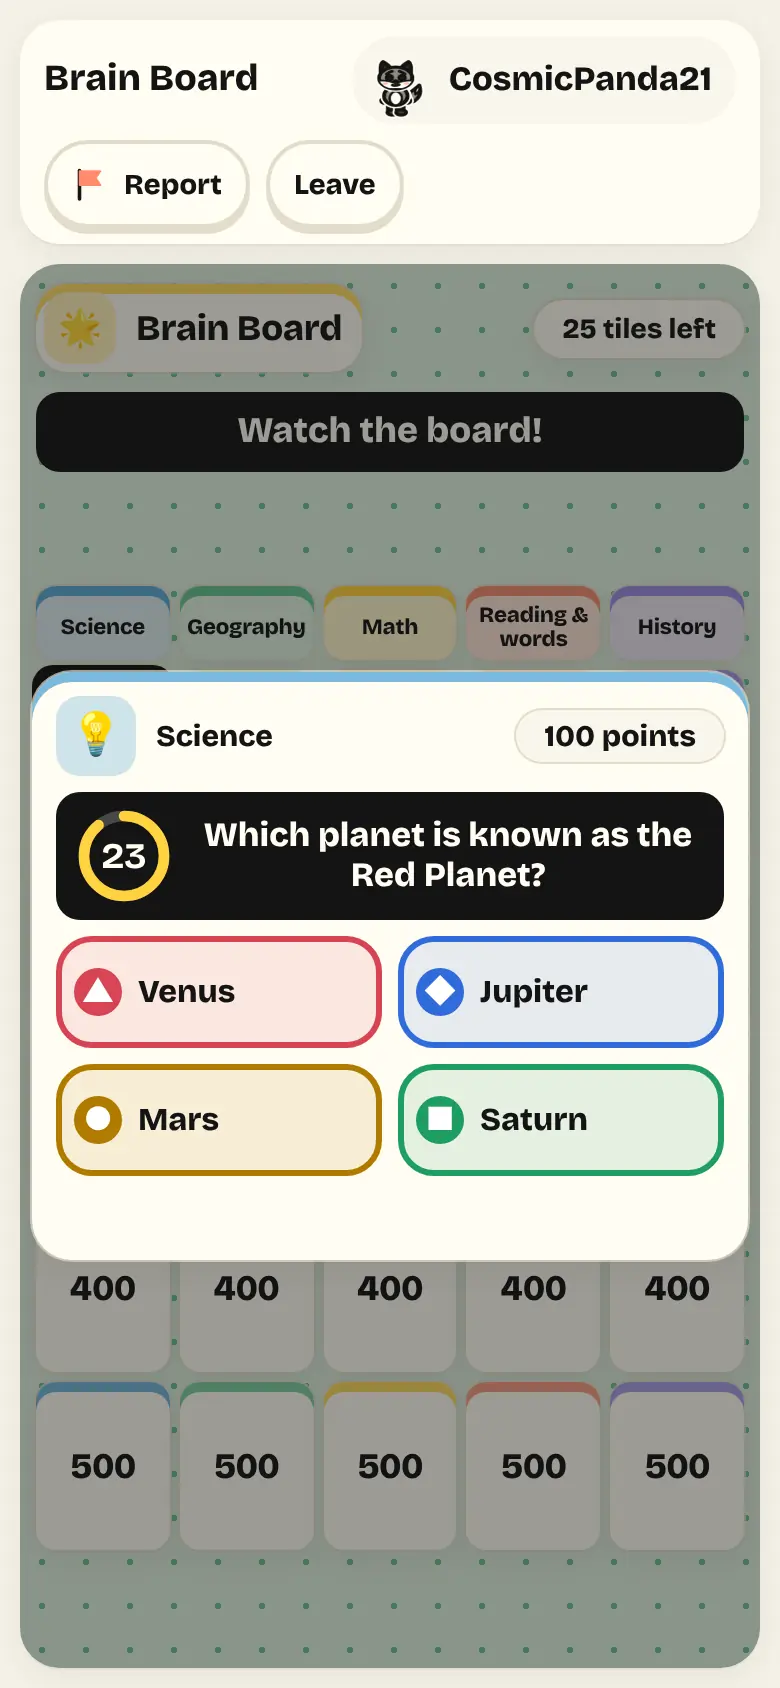 Brain Board
CosmicPanda21
Report
Leave
Brain Board
25 tiles left
Watch the board!
Science
Geography
Math
Reading &
words
History
Science
100 points
23
Which planet is known as the
Red Planet?
Venus
Jupiter
Mars
Saturn
400
400
400
400
400
500
500
500
500
500